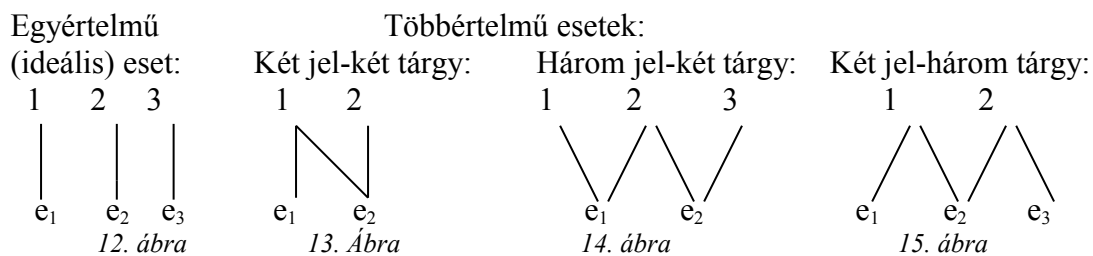 Egyértelmű Többértelmű esetek:
(ideális) eset: Két jel-két tárgy: Három jel-két tárgy: Két jel-három tárgy:
1 2 3 1 2 1 2 3 1 2
e₁ e₂ e₃ e₁ e₂ e₁ e₂ e₁ e₂ e₃
12. ábra 13. Ábra 14. ábra 15. ábra